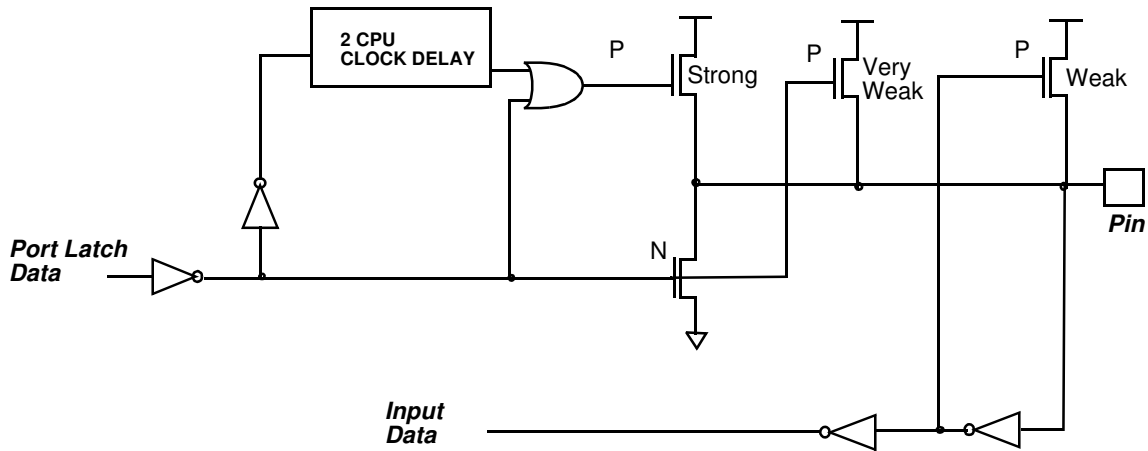 2 CPU
CLOCK DELAY
P
Strong
P
Very
Weak
P
Weak
Pin
Port Latch
Data
N
Input
Data